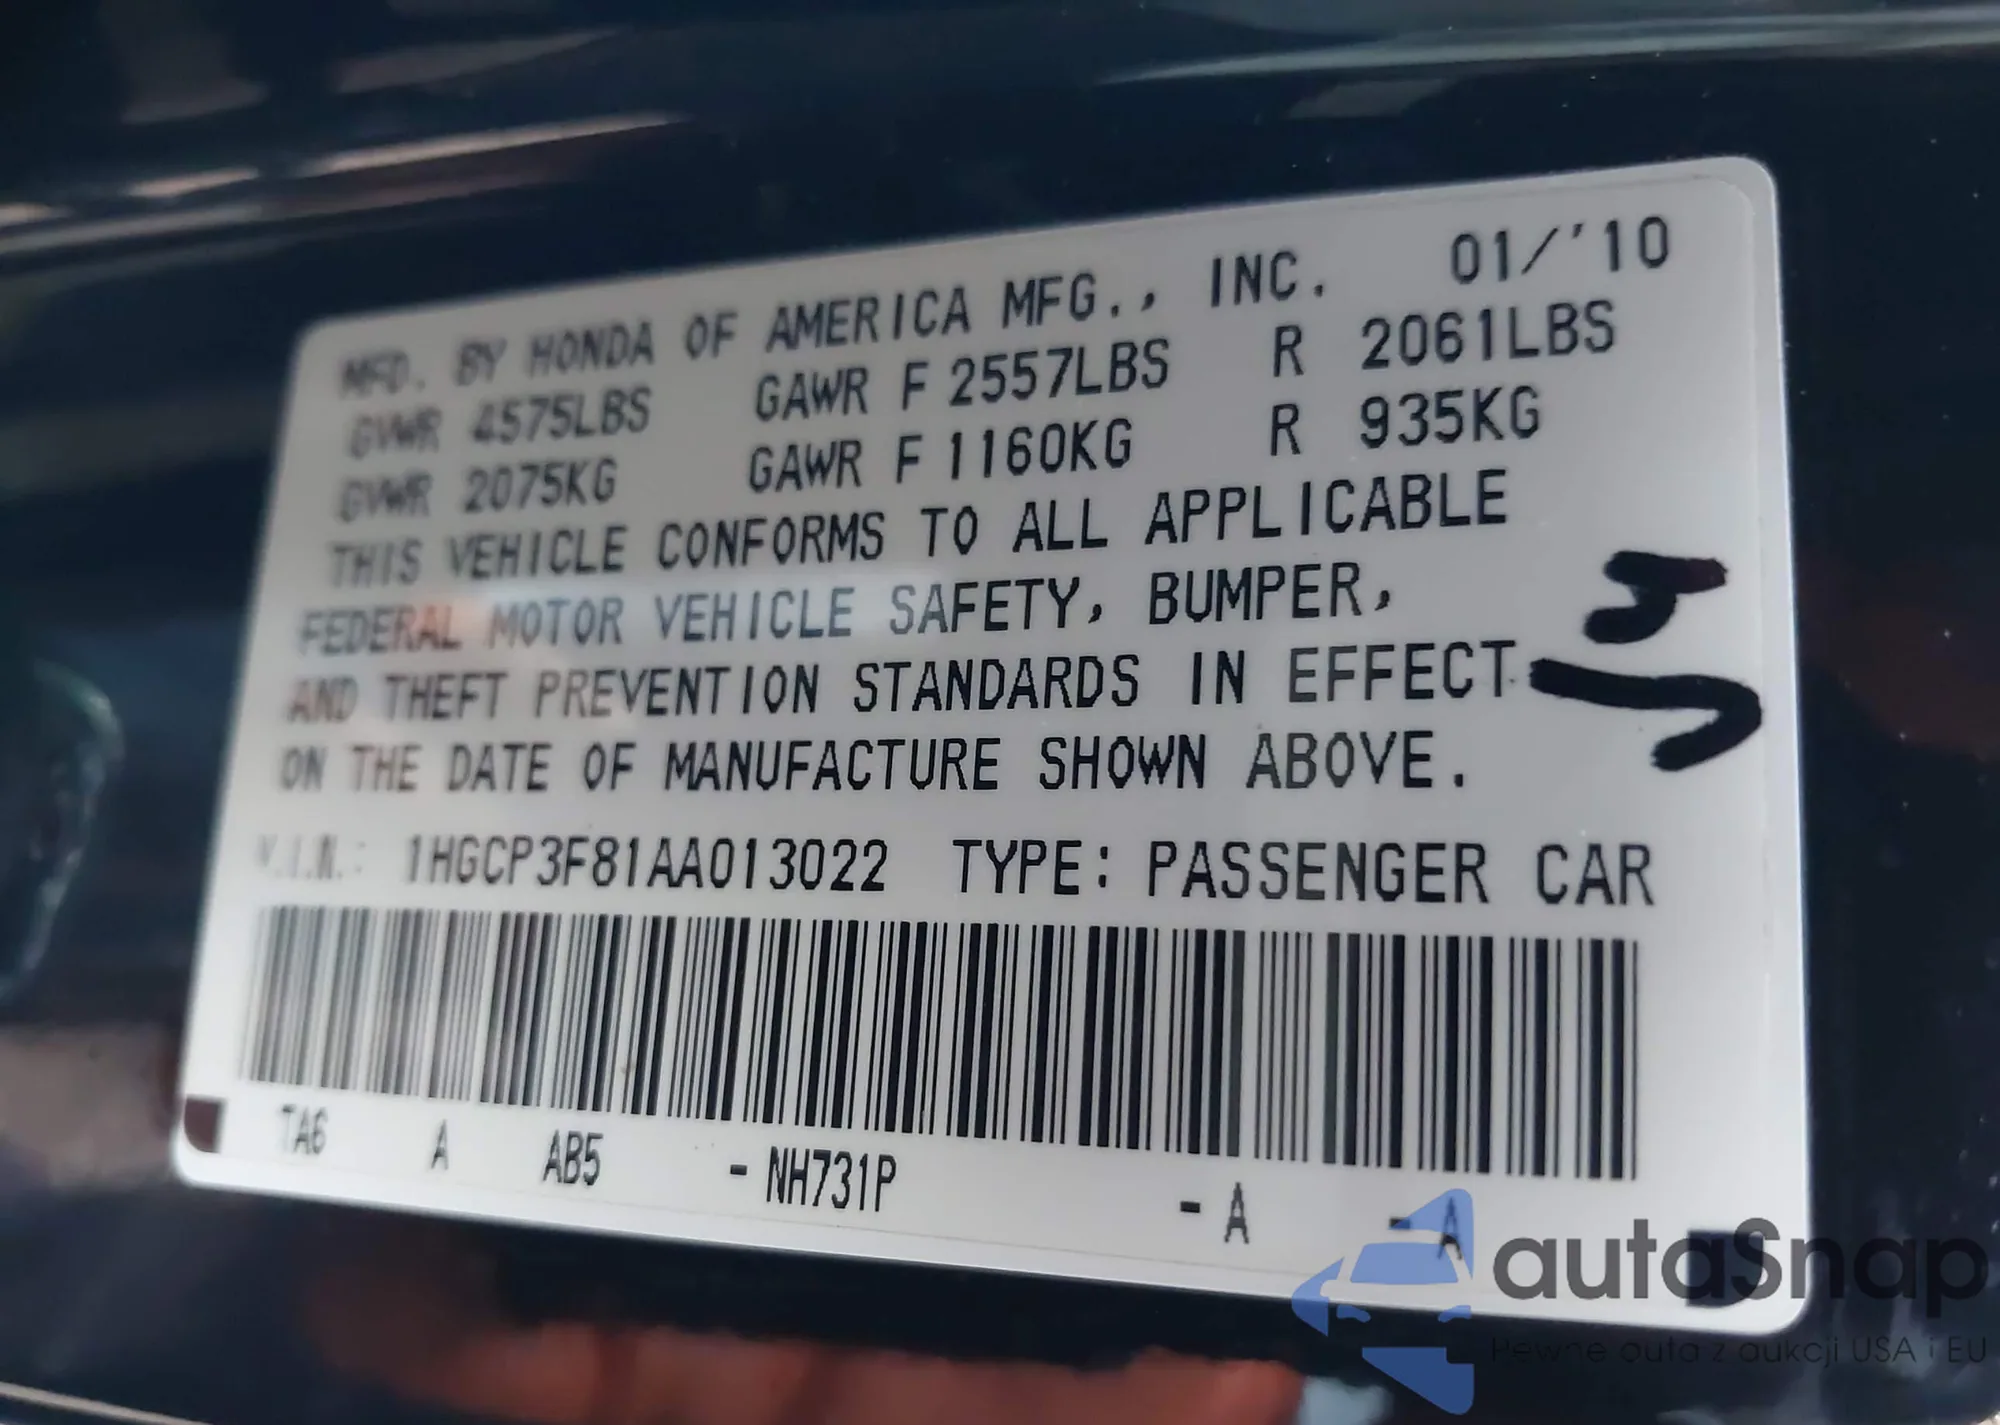 MFD. BY HONDA OF AMERICA MFG., INC. 01/'10
GVWR 4575LBS GAWR F 2557LBS R 2061LBS
GVWR 2075KG GAWR F 1160KG R 935KG
THIS VEHICLE CONFORMS TO ALL APPLICABLE
FEDERAL MOTOR VEHICLE SAFETY, BUMPER,
AND THEFT PREVENTION STANDARDS IN EFFECT
ON THE DATE OF MANUFACTURE SHOWN ABOVE.
V.I.N.: 1HGCP3F81AA013022 TYPE: PASSENGER CAR
TA6 A AB5 - NH731P - A - A
autaSnap
Pewne auta z aukcji USA i EU